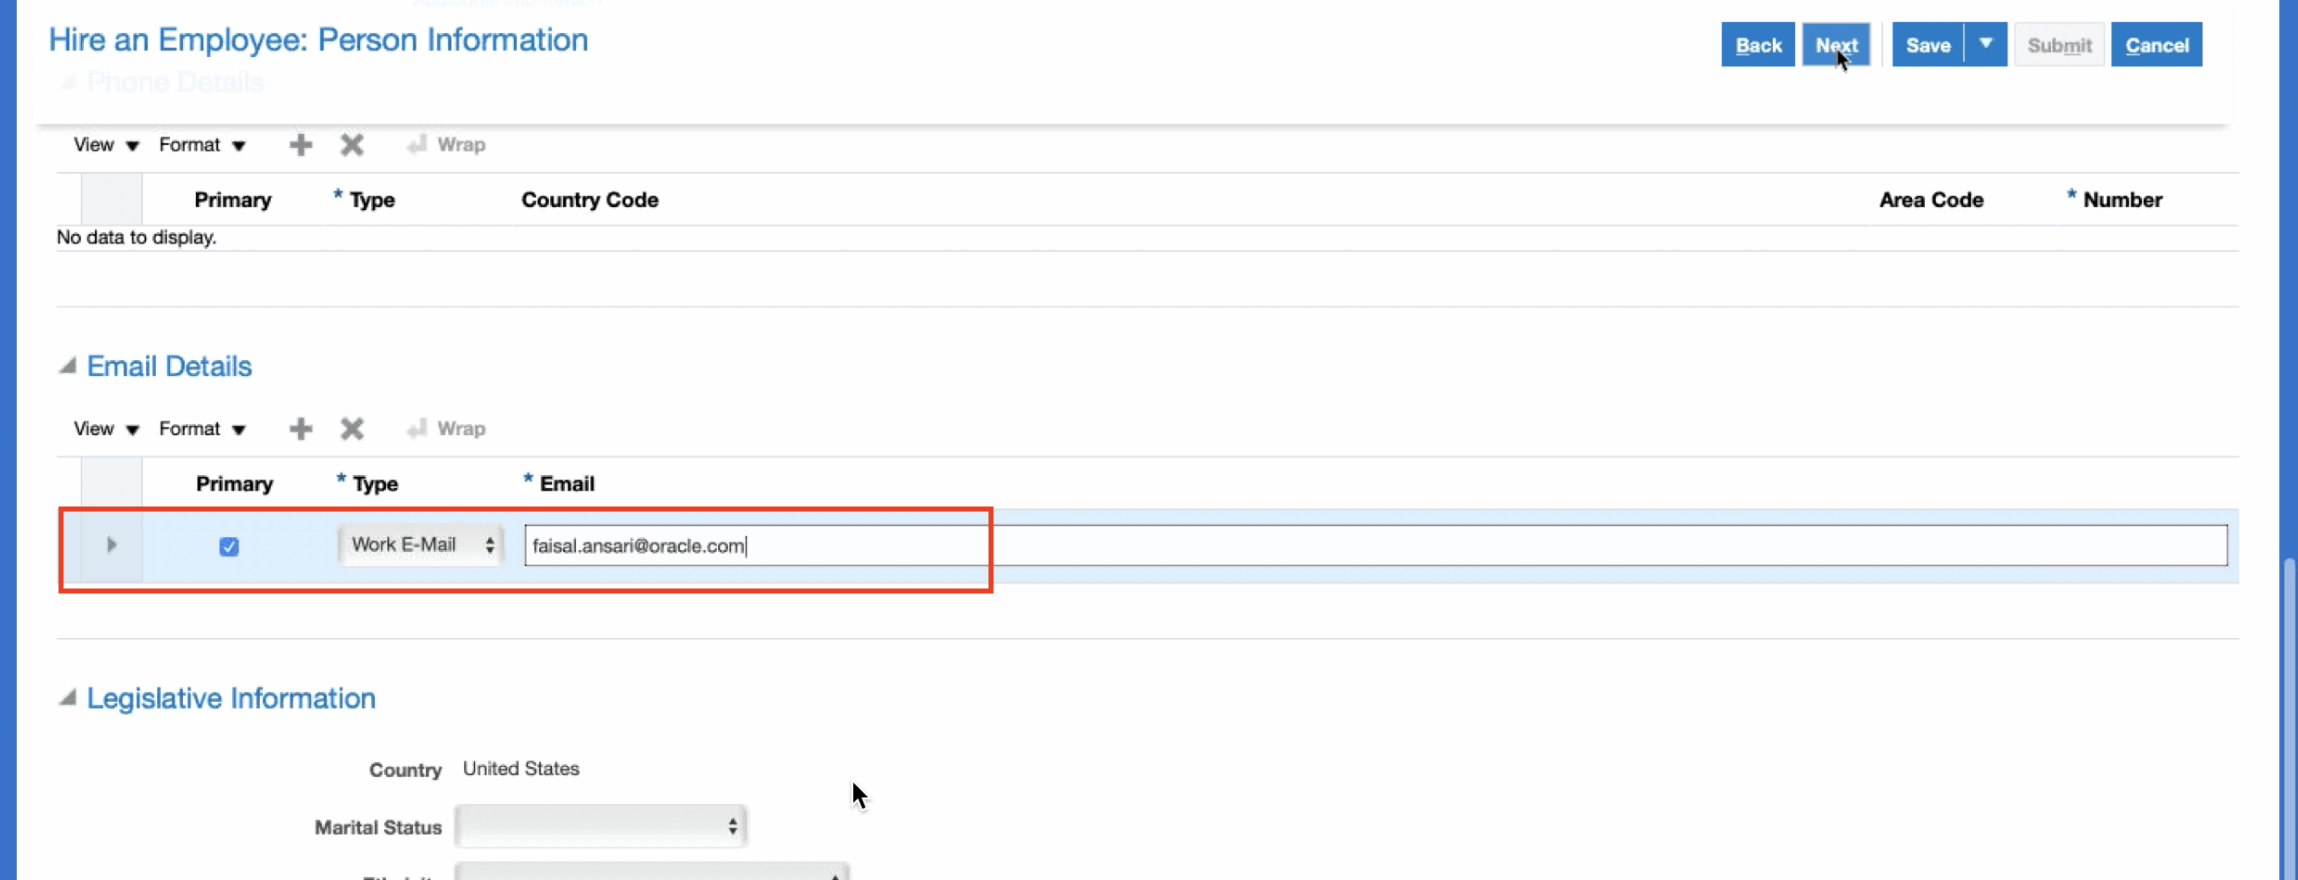 Hire an Employee: Person Information
Back Next Save Submit Cancel
Phone Details
View Format Wrap
Primary * Type Country Code Area Code * Number
No data to display.
Email Details
View Format Wrap
Primary * Type * Email
Work E-Mail faisal.ansari@oracle.com
Legislative Information
Country United States
Marital Status